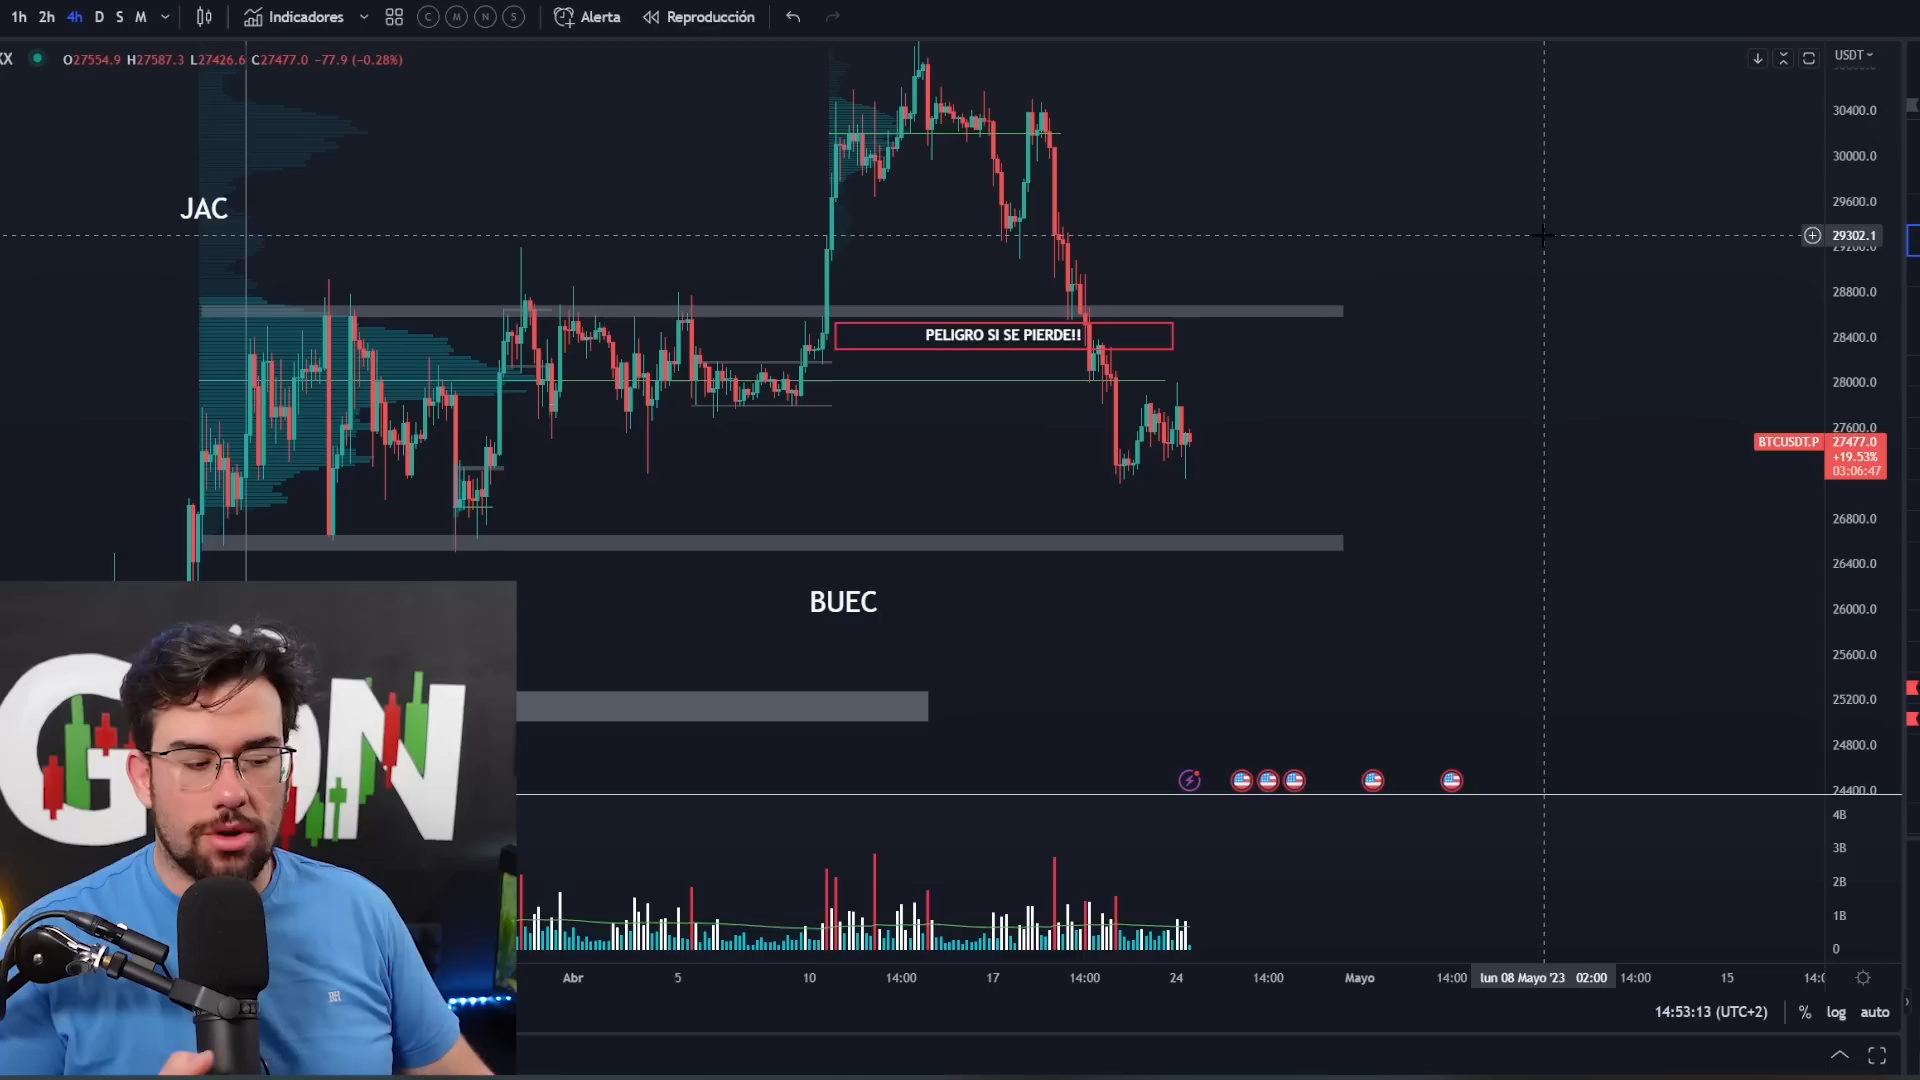 1h 2h 4h D S M Indicadores C M N S Alerta Reproducción
O27554.9 H27587.3 L27426.6 C27477.0 -77.9 (-0.28%)
USDT
30400.0
30000.0
29600.0
29302.1
28800.0
28400.0
28000.0
27600.0
BTCUSDT.P 27477.0
+19.53%
03:06:47
26800.0
26400.0
26000.0
25600.0
25200.0
24800.0
24400.0
JAC
PELIGRO SI SE PIERDE!!
BUEC
4B
3B
2B
1B
0
Abr 5 10 14:00 17 14:00 24 14:00 Mayo 14:00 lun 08 Mayo '23 02:00 14:00 15
14:53:13 (UTC+2) % log auto